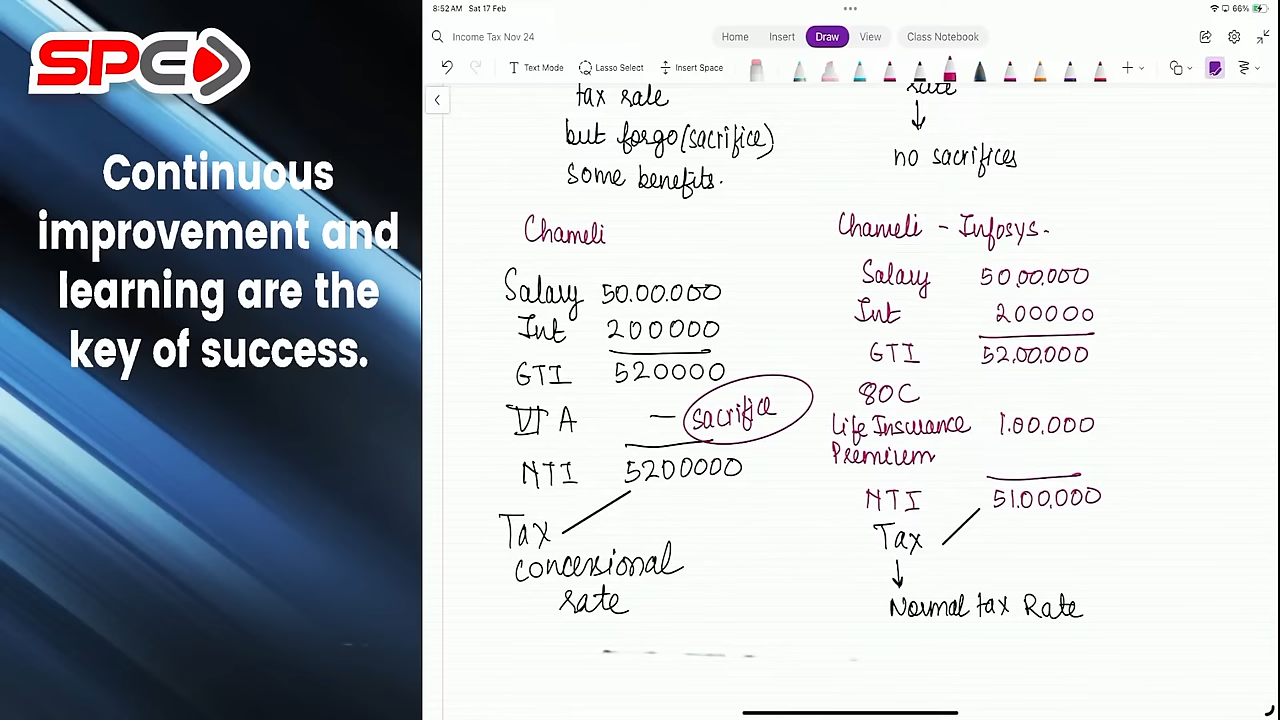 SPC
Continuous
improvement and
learning are the
key of success.
8:52 AM Sat 17 Feb
66%
Income Tax Nov 24
Home Insert Draw View Class Notebook
Text Mode Lasso Select Insert Space
tax rate
but forgo (sacrifice)
some benefits.
rate
no sacrifices
Chameli
Salary 50.00.000
Int 200000
GTI 520000
VI A — sacrifice
NTI 5200000
Tax
concessional
rate
Chameli - Infosys.
Salary 50,00,000
Int 200000
GTI 52,00,000
80C
Life Insurance 1.00,000
Premium
NTI 51,00,000
Tax
Normal tax Rate